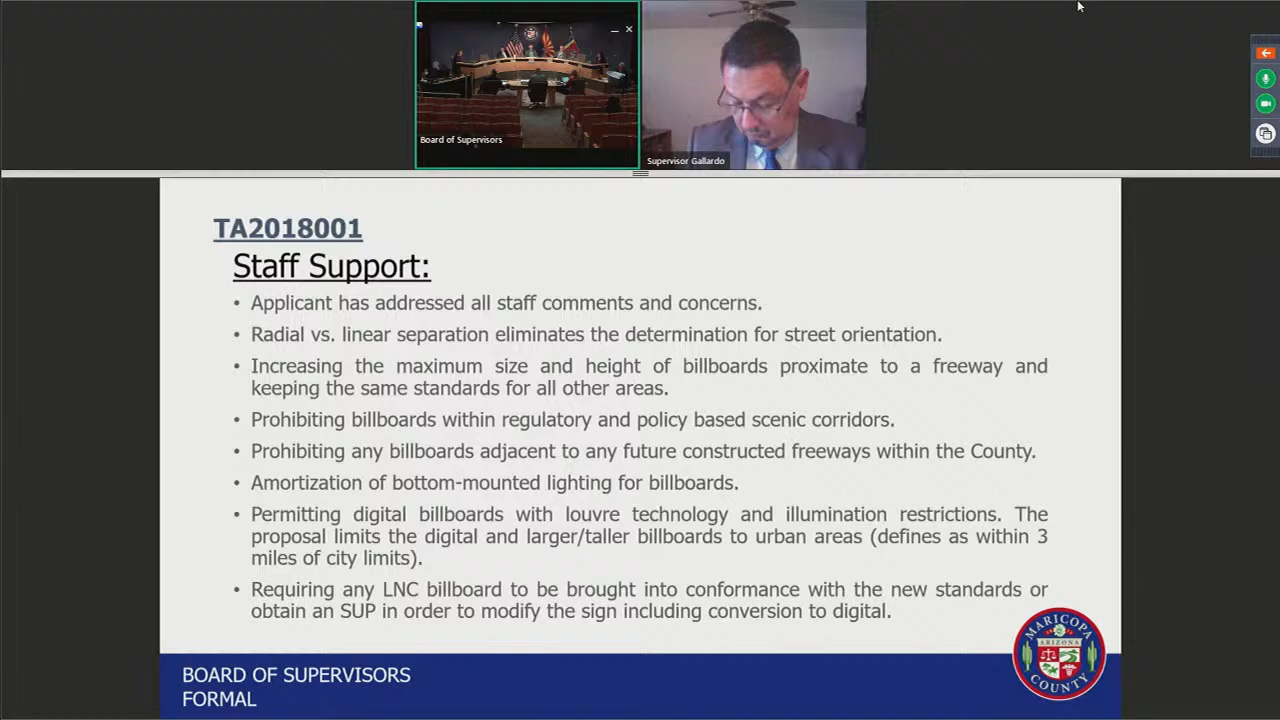 Board of Supervisors
Supervisor Gallardo
TA2018001
Staff Support:
• Applicant has addressed all staff comments and concerns.
• Radial vs. linear separation eliminates the determination for street orientation.
• Increasing the maximum size and height of billboards proximate to a freeway and
keeping the same standards for all other areas.
• Prohibiting billboards within regulatory and policy based scenic corridors.
• Prohibiting any billboards adjacent to any future constructed freeways within the County.
• Amortization of bottom-mounted lighting for billboards.
• Permitting digital billboards with louvre technology and illumination restrictions. The
proposal limits the digital and larger/taller billboards to urban areas (defines as within 3
miles of city limits).
• Requiring any LNC billboard to be brought into conformance with the new standards or
obtain an SUP in order to modify the sign including conversion to digital.
BOARD OF SUPERVISORS
FORMAL
MARICOPA
ARIZONA
COUNTY